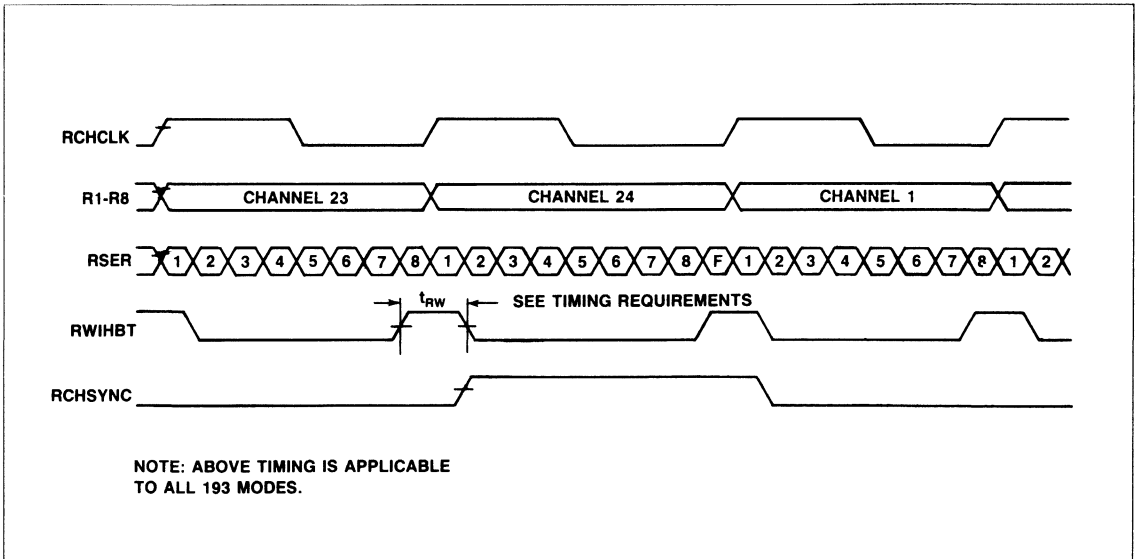 RCHCLK
R1-R8 CHANNEL 23 CHANNEL 24 CHANNEL 1
RSER 1 2 3 4 5 6 7 8 1 2 3 4 5 6 7 8 F 1 2 3 4 5 6 7 8 1 2
tRW SEE TIMING REQUIREMENTS
RWIHBT
RCHSYNC
NOTE: ABOVE TIMING IS APPLICABLE
TO ALL 193 MODES.